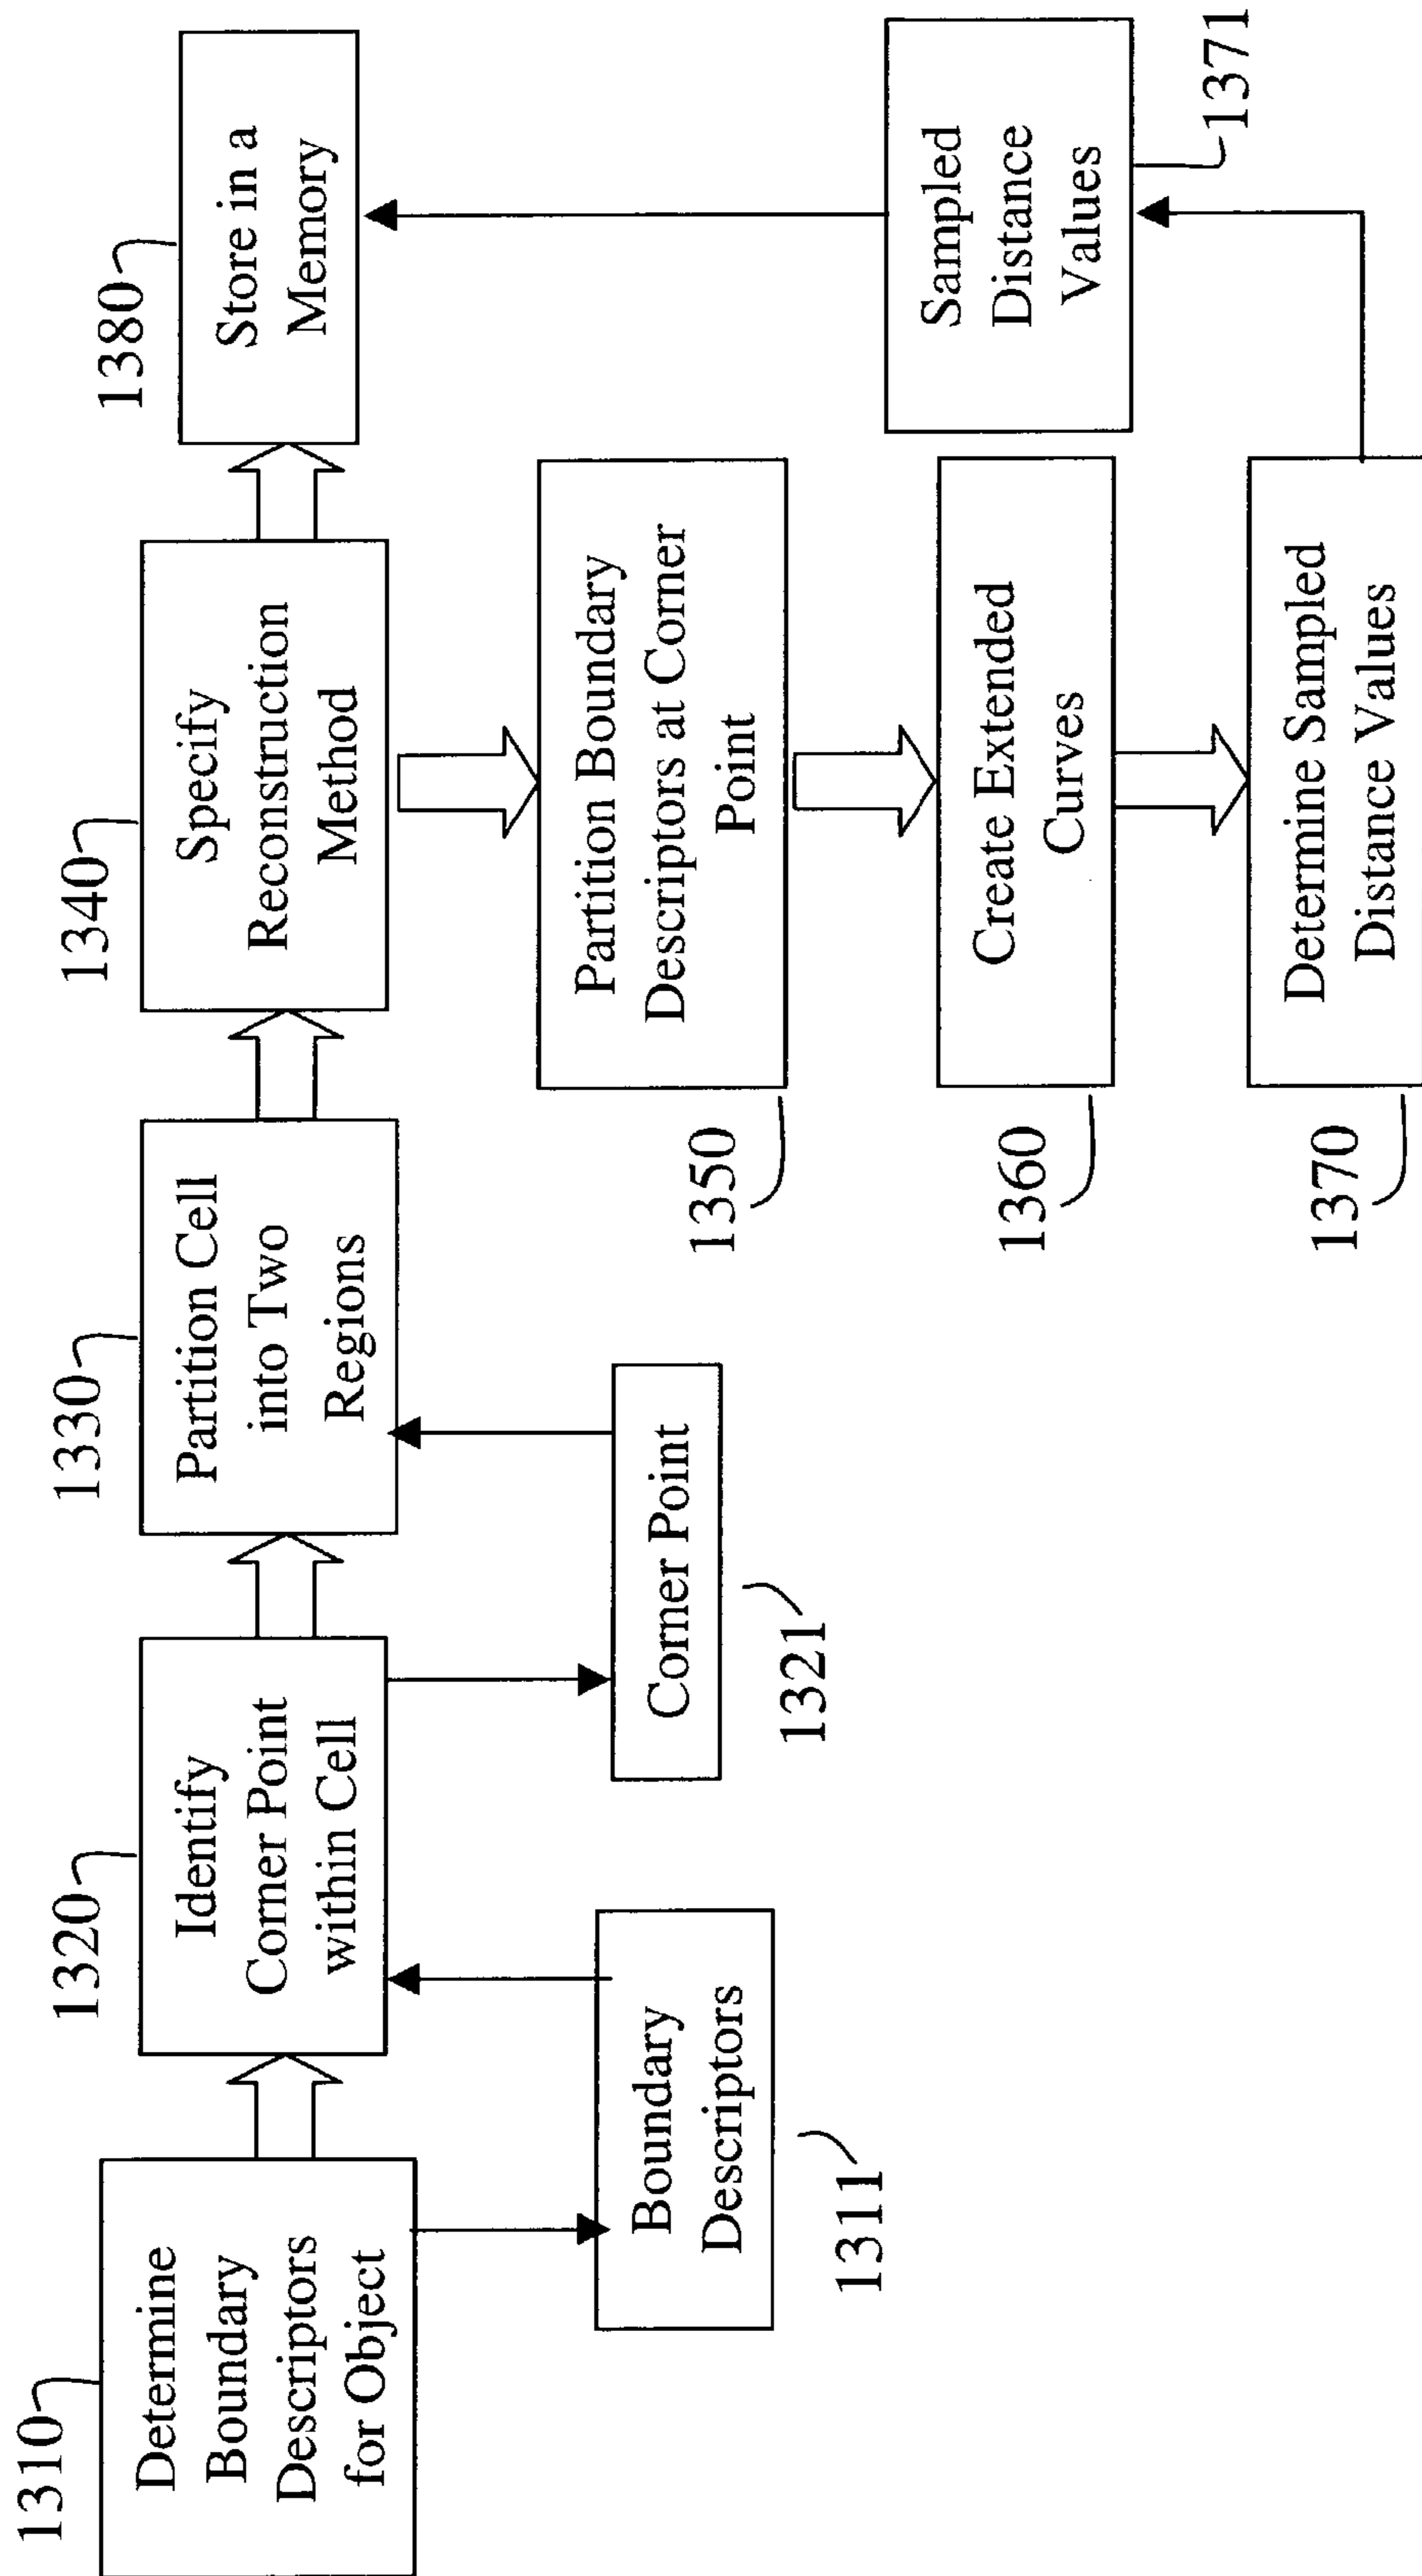 1310
Determine
Boundary
Descriptors
for Object
1311
Boundary
Descriptors
1320
Identify
Corner Point
within Cell
1321
Corner Point
1330
Partition Cell
into Two
Regions
1340
Specify
Reconstruction
Method
1350
Partition Boundary
Descriptors at Corner
Point
1360
Create Extended
Curves
1370
Determine Sampled
Distance Values
1371
Sampled
Distance
Values
1380
Store in a
Memory